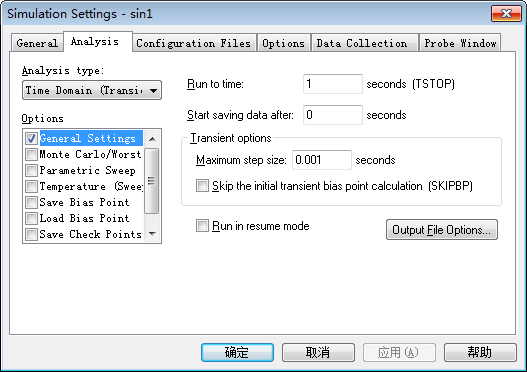 Simulation Settings - sin1
General Analysis Configuration Files Options Data Collection Probe Window
Analysis type:
Time Domain (Transi
Options
General Settings
Monte Carlo/Worst
Parametric Sweep
Temperature (Sweep
Save Bias Point
Load Bias Point
Save Check Points
Run to time: 1 seconds (TSTOP)
Start saving data after: 0 seconds
Transient options
Maximum step size: 0.001 seconds
Skip the initial transient bias point calculation (SKIPBP)
Run in resume mode
Output File Options...
确定 取消 应用(A) 帮助